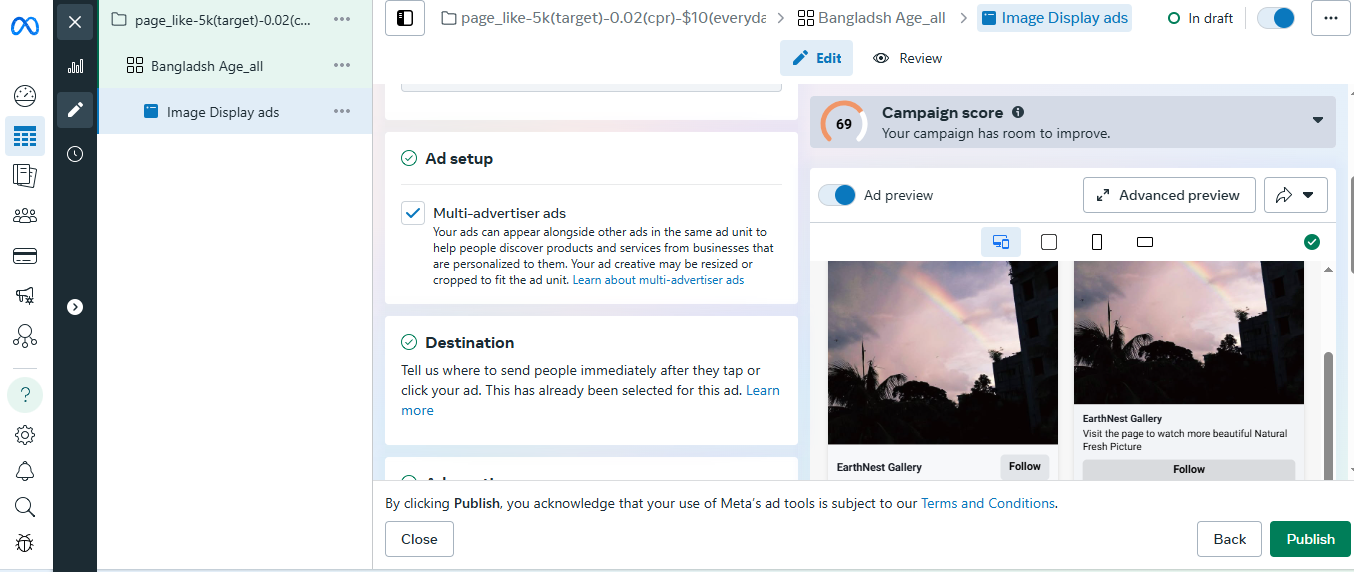 page_like-5k(target)-0.02(c...
Bangladsh Age_all
Image Display ads
page_like-5k(target)-0.02(cpr)-$10(everyda
Bangladsh Age_all
Image Display ads
In draft
Edit
Review
Ad setup
Multi-advertiser ads
Your ads can appear alongside other ads in the same ad unit to
help people discover products and services from businesses that
are personalized to them. Your ad creative may be resized or
cropped to fit the ad unit. Learn about multi-advertiser ads
Destination
Tell us where to send people immediately after they tap or
click your ad. This has already been selected for this ad. Learn
more
69
Campaign score
Your campaign has room to improve.
Ad preview
Advanced preview
EarthNest Gallery
Follow
EarthNest Gallery
Visit the page to watch more beautiful Natural
Fresh Picture
Follow
By clicking Publish, you acknowledge that your use of Meta's ad tools is subject to our Terms and Conditions.
Close
Back
Publish